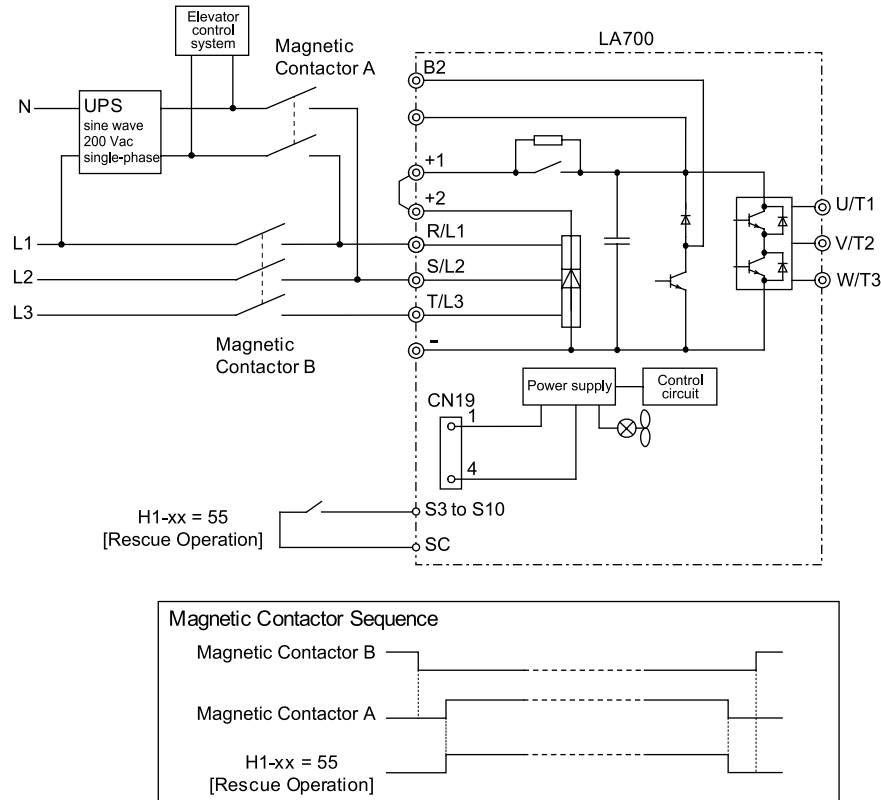 Elevator
control
system
Magnetic
Contactor A
LA700
B2
N
UPS
sine wave
200 Vac
single-phase
+1
+2
U/T1
L1
R/L1
V/T2
L2
S/L2
W/T3
L3
T/L3
Magnetic
Contactor B
-
Power supply
Control
circuit
CN19
1
4
H1-xx = 55
[Rescue Operation]
S3 to S10
SC
Magnetic Contactor Sequence
Magnetic Contactor B
Magnetic Contactor A
H1-xx = 55
[Rescue Operation]